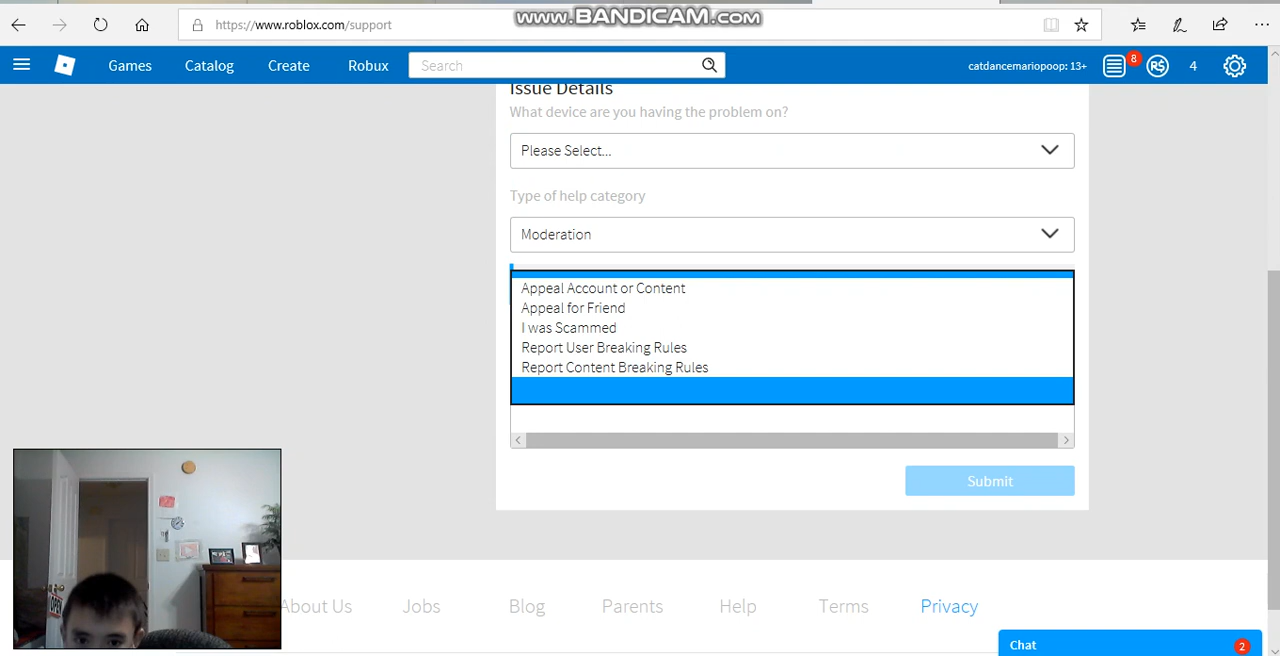 www.BANDICAM.com
https://www.roblox.com/support
Games Catalog Create Robux Search catdancemariopoop: 13+ 8 R$ 4
Issue Details
What device are you having the problem on?
Please Select...
Type of help category
Moderation
Appeal Account or Content
Appeal for Friend
I was Scammed
Report User Breaking Rules
Report Content Breaking Rules
Submit
OPEN
About Us Jobs Blog Parents Help Terms Privacy
Chat 2